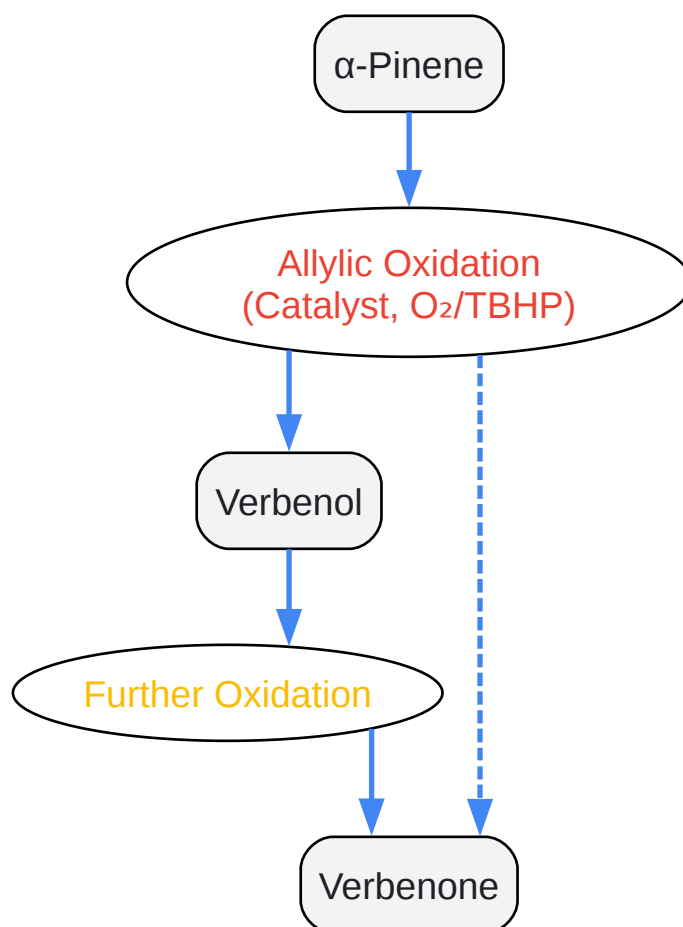 α-Pinene
Allylic Oxidation
(Catalyst, O₂/TBHP)
Verbenol
Further Oxidation
Verbenone